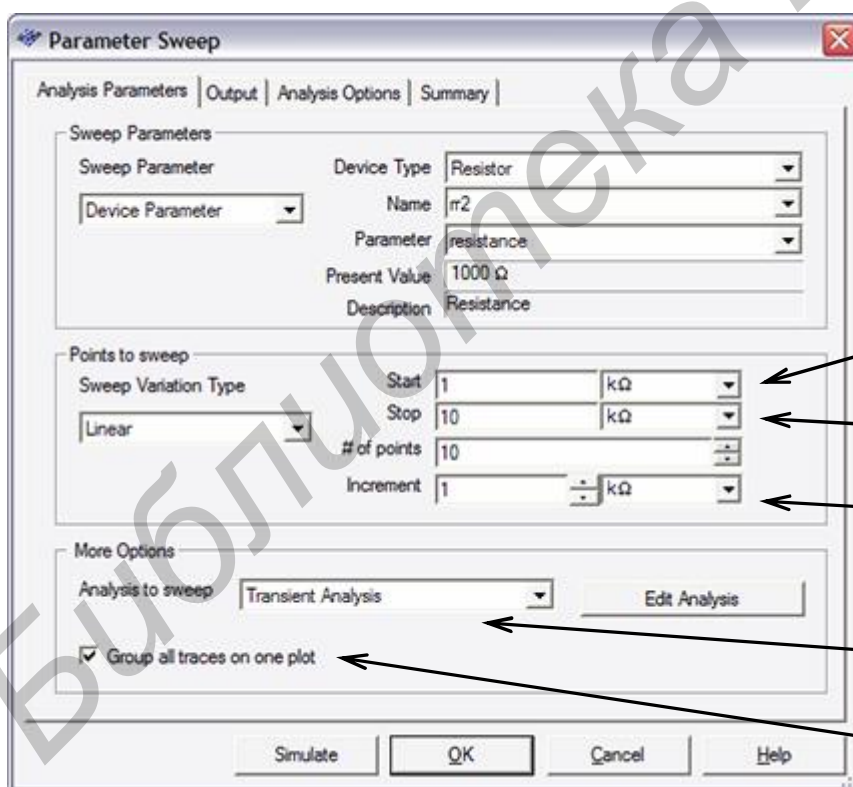 Parameter Sweep
Analysis Parameters Output Analysis Options Summary
Sweep Parameters
Sweep Parameter
Device Parameter
Device Type Resistor
Name rr2
Parameter resistance
Present Value 1000 Ω
Description Resistance
Points to sweep
Sweep Variation Type
Linear
Start 1 kΩ
Stop 10 kΩ
# of points 10
Increment 1 kΩ
More Options
Analysis to sweep Transient Analysis Edit Analysis
Group all traces on one plot
Simulate OK Cancel Help
Библиотека